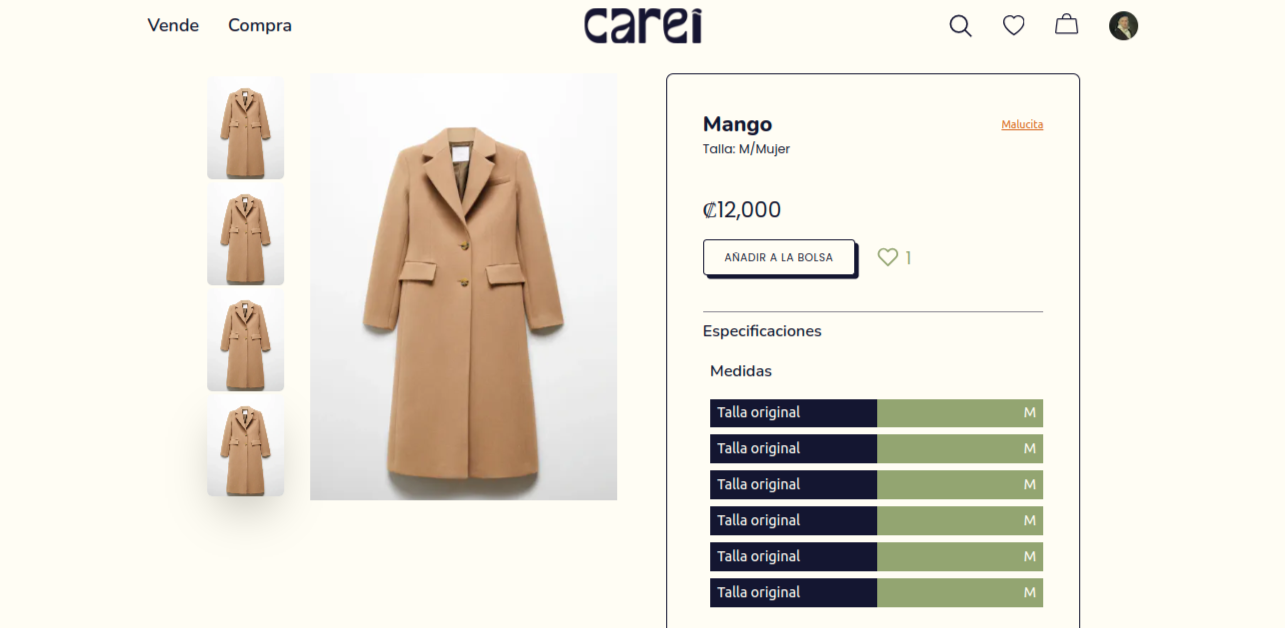 Vende Compra careî
Mango Malucita
Talla: M/Mujer
₡12,000
AÑADIR A LA BOLSA 1
Especificaciones
Medidas
Talla original M
Talla original M
Talla original M
Talla original M
Talla original M
Talla original M